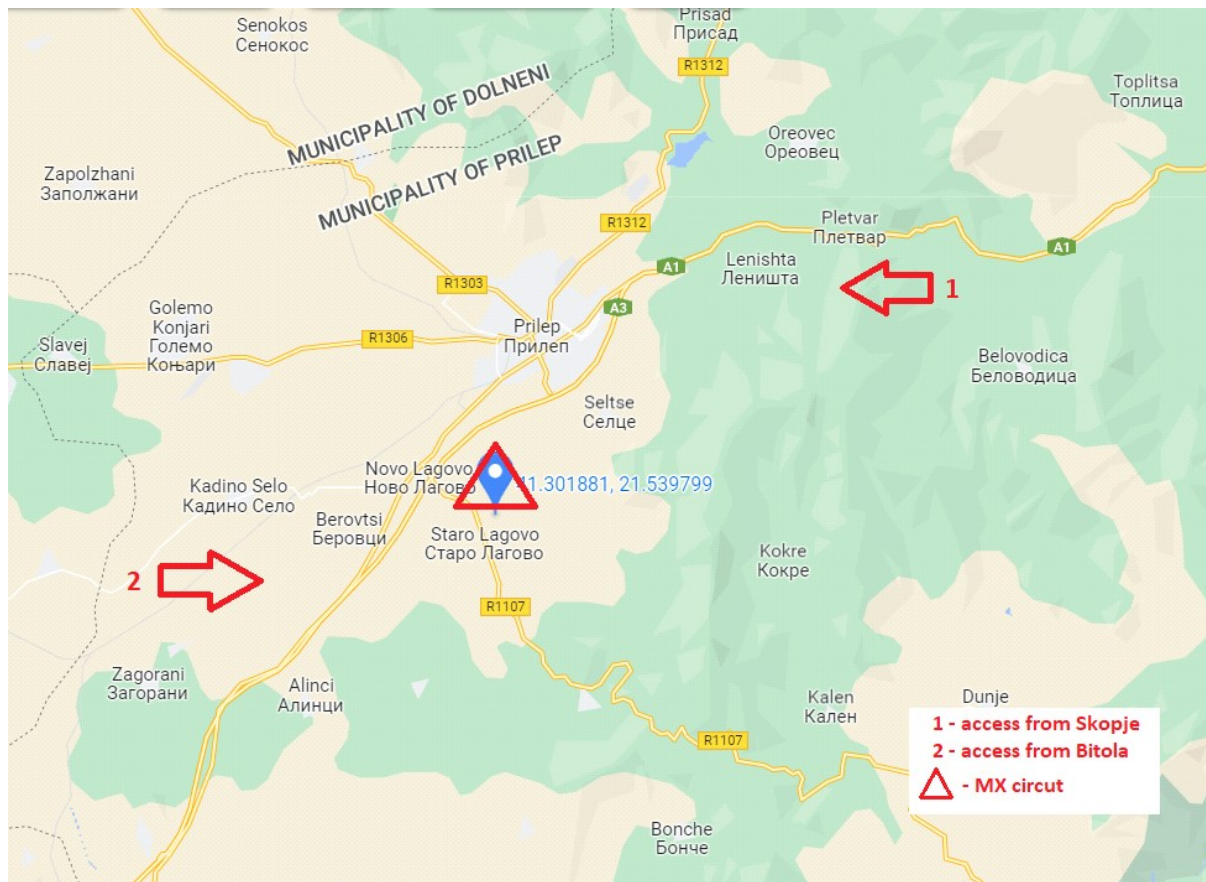 Senokos
Сенокос
Prisad
Присад
R1312
Toplitsa
Топлица
MUNICIPALITY OF DOLNENI
Oreovec
Ореовец
MUNICIPALITY OF PRILEP
Zapolzhani
Заполжани
R1312
Pletvar
Плетвар
A1
Lenishta
Леништа
A1
1
R1303
A3
Golemo
Konjari
Големо
Коњари
Prilep
Прилеп
R1306
Slavej
Славеј
Belovodica
Беловодица
Seltse
Селце
Novo Lagovo
Ново Лагово
1.301881, 21.539799
Kadino Selo
Кадино Село
Berovtsi
Беровци
Staro Lagovo
Старо Лагово
Kokre
Кокре
2
R1107
Zagorani
Загорани
Alinci
Алинци
Kalen
Кален
Dunje
R1107
1 - access from Skopje
2 - access from Bitola
- MX circut
Bonche
Бонче